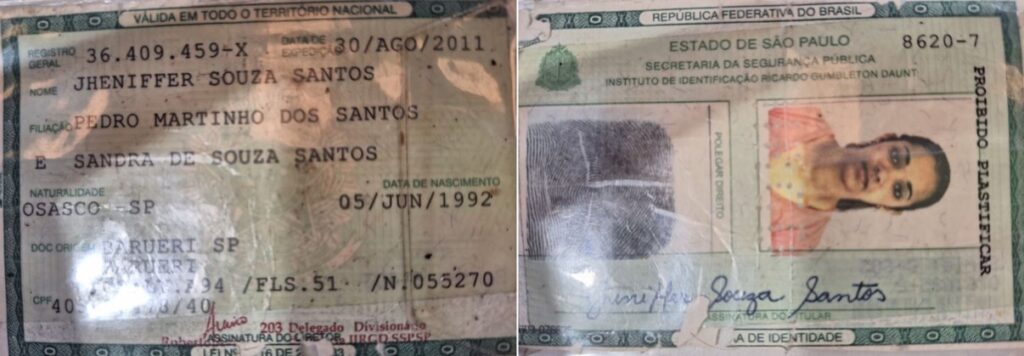 VÁLIDA EM TODO O TERRITÓRIO NACIONAL
REGISTRO GERAL 36.409.459-X DATA DE EXPEDIÇÃO 30/AGO/2011
NOME JHENIFFER SOUZA SANTOS
FILIAÇÃO PEDRO MARTINHO DOS SANTOS
E SANDRA DE SOUZA SANTOS
NATURALIDADE DATA DE NASCIMENTO
OSASCO -SP 05/JUN/1992
DOC ORIGEM BARUERI SP
/FLS.51 /N.055270
CPF
203 Delegado Divisionário
ASSINATURA DO DIRETOR
REPÚBLICA FEDERATIVA DO BRASIL
ESTADO DE SÃO PAULO 8620-7
SECRETARIA DA SEGURANÇA PÚBLICA
INSTITUTO DE IDENTIFICAÇÃO RICARDO GUMBLETON DAUNT
POLEGAR DIREITO
PROIBIDO PLASTIFICAR
Jheniffer Souza Santos
ASSINATURA DO TITULAR
DE IDENTIDADE